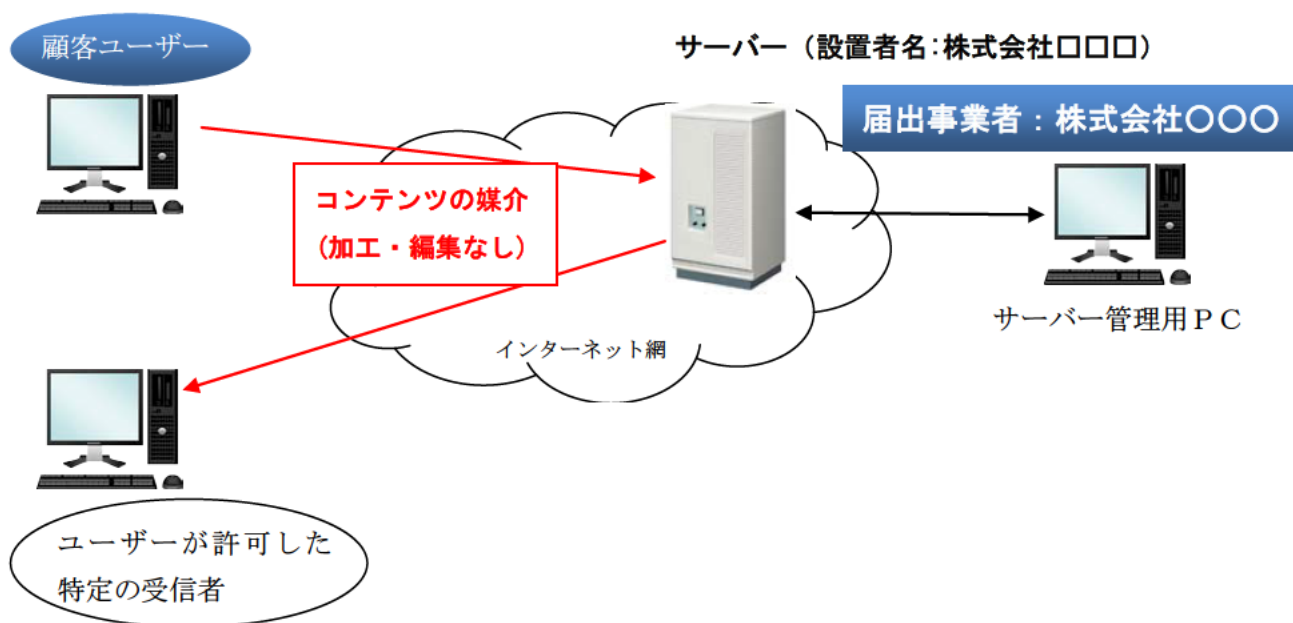 顧客ユーザー
サーバー（設置者名：株式会社□□□）
届出事業者：株式会社〇〇〇
コンテンツの媒介
（加工・編集なし）
サーバー管理用ＰＣ
インターネット網
ユーザーが許可した
特定の受信者